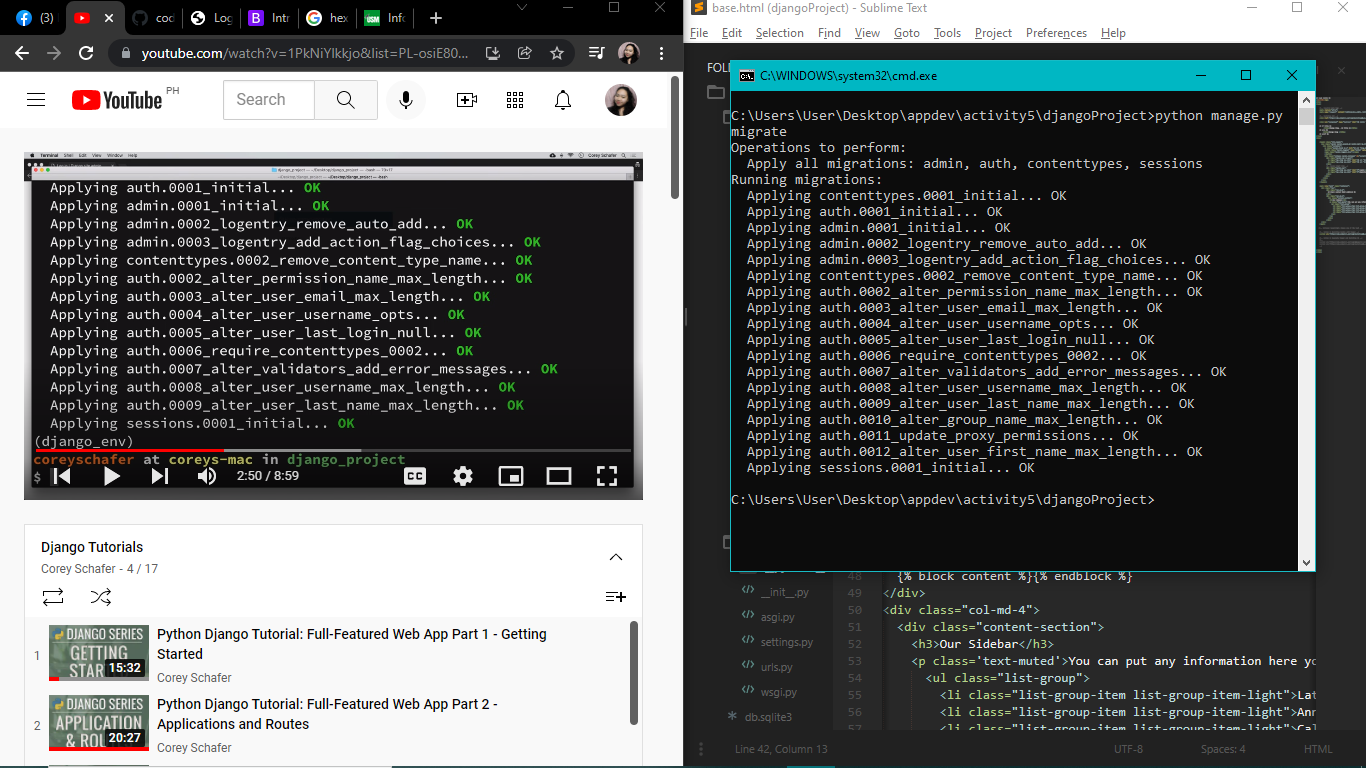 (3)
coc
Log
Intr
hex
Info
youtube.com/watch?v=1PkNiYlkkjo&list=PL-osiE80...
YouTube PH
Search
Applying auth.0001_initial... OK
Applying admin.0001_initial... OK
Applying admin.0002_logentry_remove_auto_add... OK
Applying admin.0003_logentry_add_action_flag_choices... OK
Applying contenttypes.0002_remove_content_type_name... OK
Applying auth.0002_alter_permission_name_max_length... OK
Applying auth.0003_alter_user_email_max_length... OK
Applying auth.0004_alter_user_username_opts... OK
Applying auth.0005_alter_user_last_login_null... OK
Applying auth.0006_require_contenttypes_0002... OK
Applying auth.0007_alter_validators_add_error_messages... OK
Applying auth.0008_alter_user_username_max_length... OK
Applying auth.0009_alter_user_last_name_max_length... OK
Applying sessions.0001_initial... OK
(django_env)
coreyschafer at coreys-mac in django_project
$
2:50 / 8:59
CC
Django Tutorials
Corey Schafer - 4 / 17
1
DJANGO SERIES
GETTING
15:32
Python Django Tutorial: Full-Featured Web App Part 1 - Getting
Started
Corey Schafer
2
DJANGO SERIES
APPLICATION
20:27
Python Django Tutorial: Full-Featured Web App Part 2 -
Applications and Routes
Corey Schafer
base.html (djangoProject) - Sublime Text
File Edit Selection Find View Goto Tools Project Preferences Help
FOL
C:\WINDOWS\system32\cmd.exe
C:\Users\User\Desktop\appdev\activity5\djangoProject>python manage.py
migrate
Operations to perform:
Apply all migrations: admin, auth, contenttypes, sessions
Running migrations:
Applying contenttypes.0001_initial... OK
Applying auth.0001_initial... OK
Applying admin.0001_initial... OK
Applying admin.0002_logentry_remove_auto_add... OK
Applying admin.0003_logentry_add_action_flag_choices... OK
Applying contenttypes.0002_remove_content_type_name... OK
Applying auth.0002_alter_permission_name_max_length... OK
Applying auth.0003_alter_user_email_max_length... OK
Applying auth.0004_alter_user_username_opts... OK
Applying auth.0005_alter_user_last_login_null... OK
Applying auth.0006_require_contenttypes_0002... OK
Applying auth.0007_alter_validators_add_error_messages... OK
Applying auth.0008_alter_user_username_max_length... OK
Applying auth.0009_alter_user_last_name_max_length... OK
Applying auth.0010_alter_group_name_max_length... OK
Applying auth.0011_update_proxy_permissions... OK
Applying auth.0012_alter_user_first_name_max_length... OK
Applying sessions.0001_initial... OK
C:\Users\User\Desktop\appdev\activity5\djangoProject>
__init__.py
asgi.py
settings.py
urls.py
wsgi.py
db.sqlite3
48 {% block content %}{% endblock %}
49 </div>
50 <div class="col-md-4">
51 <div class="content-section">
52 <h3>Our Sidebar</h3>
53 <p class='text-muted'>You can put any information here yo
54 <ul class="list-group">
55 <li class="list-group-item list-group-item-light">Lat
56 <li class="list-group-item list-group-item-light">Ann
57 <li class="list-group-item list-group-item-light">Cal
Line 42, Column 13
UTF-8
Spaces: 4
HTML